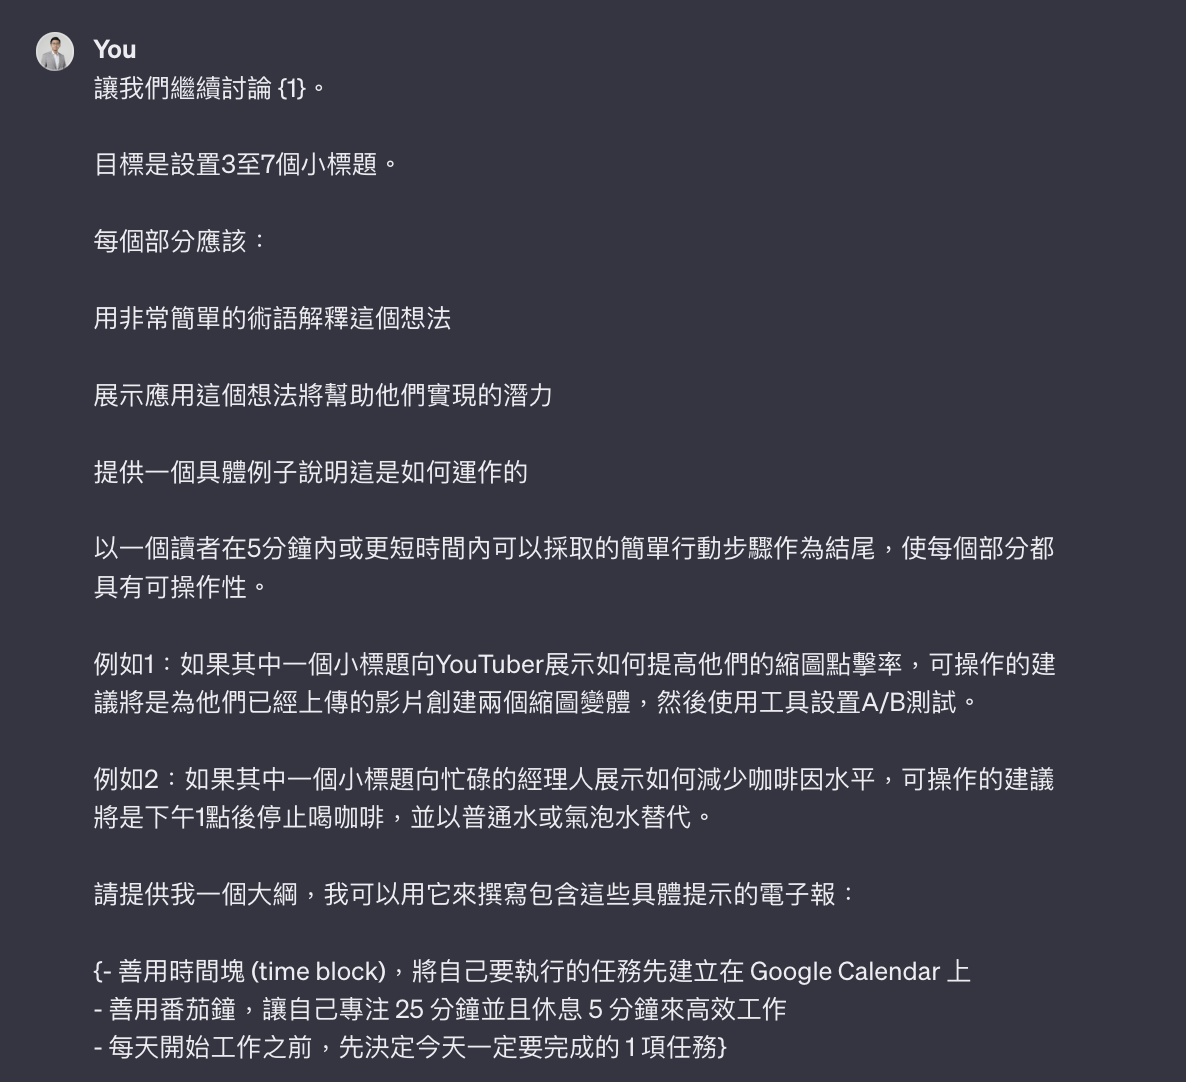 You
讓我們繼續討論 {1}。
目標是設置3至7個小標題。
每個部分應該：
用非常簡單的術語解釋這個想法
展示應用這個想法將幫助他們實現的潛力
提供一個具體例子說明這是如何運作的
以一個讀者在5分鐘內或更短時間內可以採取的簡單行動步驟作為結尾，使每個部分都
具有可操作性。
例如1：如果其中一個小標題向YouTuber展示如何提高他們的縮圖點擊率，可操作的建
議將是為他們已經上傳的影片創建兩個縮圖變體，然後使用工具設置A/B測試。
例如2：如果其中一個小標題向忙碌的經理人展示如何減少咖啡因水平，可操作的建議
將是下午1點後停止喝咖啡，並以普通水或氣泡水替代。
請提供我一個大綱，我可以用它來撰寫包含這些具體提示的電子報：
{- 善用時間塊 (time block)，將自己要執行的任務先建立在 Google Calendar 上
- 善用番茄鐘，讓自己專注 25 分鐘並且休息 5 分鐘來高效工作
- 每天開始工作之前，先決定今天一定要完成的 1 項任務}